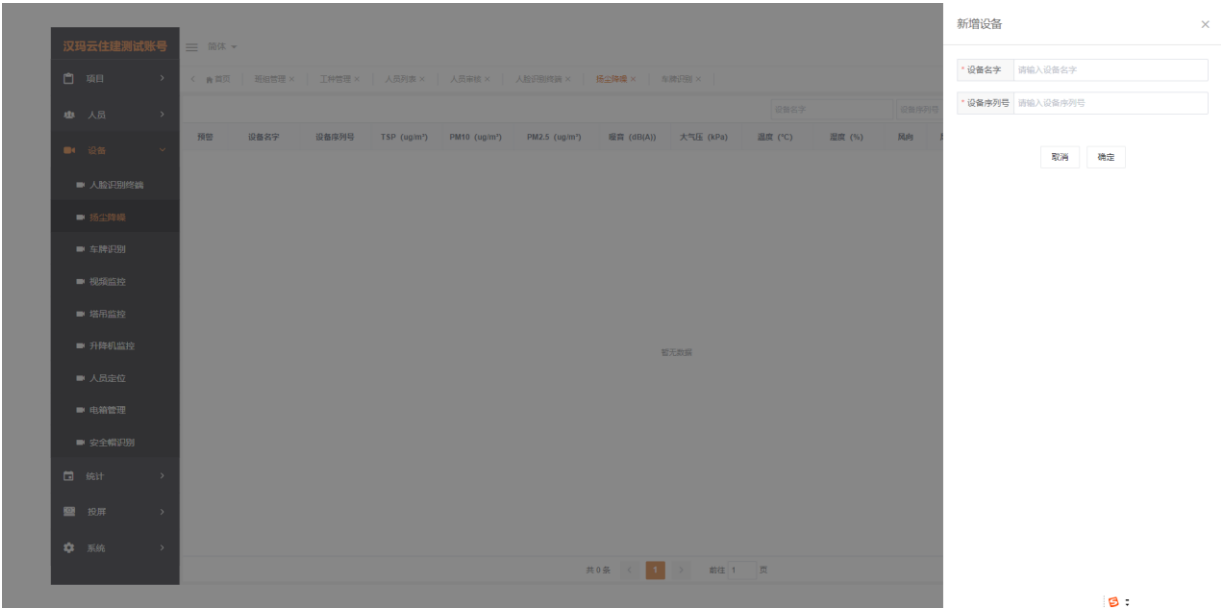 新增设备
汉玛云住建测试账号
简体
项目
首页 班组管理 工种管理 人员列表 人员审核 人脸识别终端 扬尘降噪 车牌识别
* 设备名字 请输入设备名字
人员
设备名字 设备序列号
* 设备序列号 请输入设备序列号
预警 设备名字 设备序列号 TSP (ug/m³) PM10 (ug/m³) PM2.5 (ug/m³) 噪音 (dB(A)) 大气压 (kPa) 温度 (°C) 湿度 (%) 风向
设备
取消 确定
人脸识别终端
扬尘降噪
车牌识别
视频监控
塔吊监控
升降机监控
暂无数据
人员定位
电箱管理
安全帽识别
统计
投屏
系统
共 0 条 1 前往 1 页